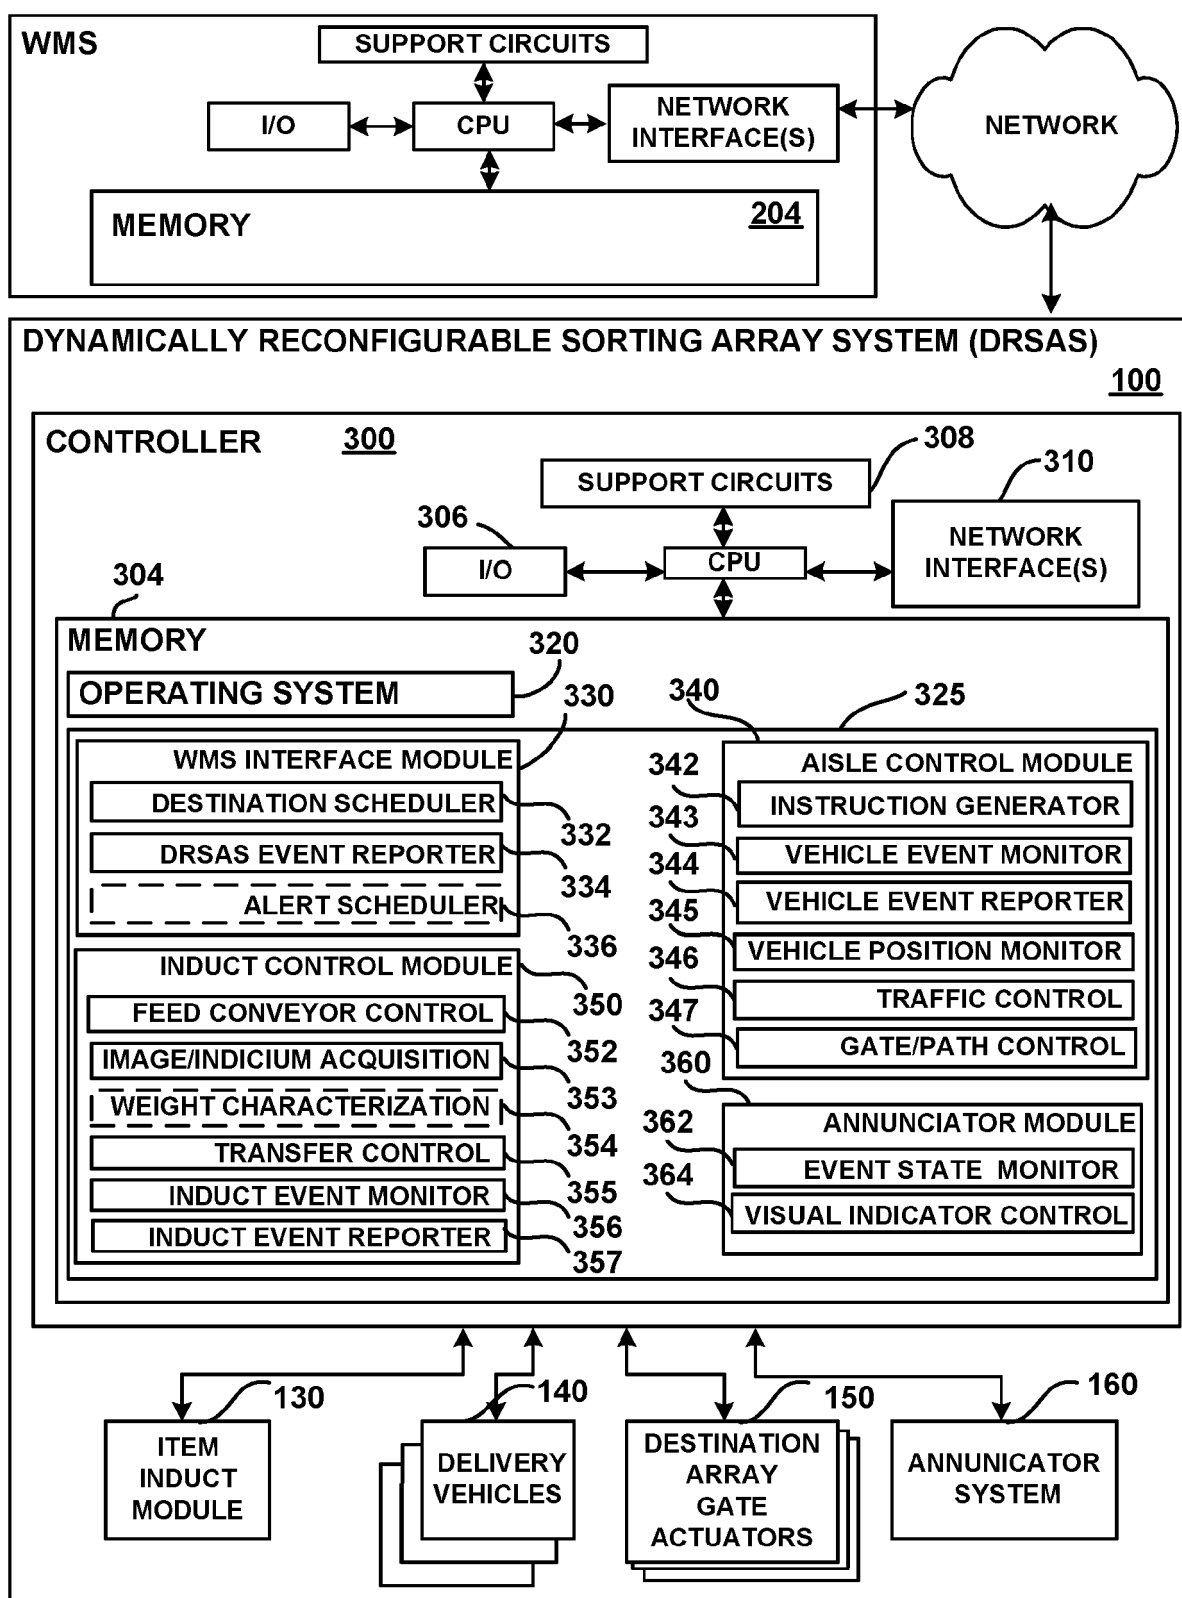 WMS
SUPPORT CIRCUITS
I/O
CPU
NETWORK
INTERFACE(S)
NETWORK
MEMORY
204
DYNAMICALLY RECONFIGURABLE SORTING ARRAY SYSTEM (DRSAS)
100
CONTROLLER
300
308
SUPPORT CIRCUITS
310
306
I/O
CPU
NETWORK
INTERFACE(S)
304
MEMORY
320
OPERATING SYSTEM
330
340
325
WMS INTERFACE MODULE
DESTINATION SCHEDULER
332
DRSAS EVENT REPORTER
334
ALERT SCHEDULER
336
INDUCT CONTROL MODULE
350
FEED CONVEYOR CONTROL
352
IMAGE/INDICIUM ACQUISITION
353
WEIGHT CHARACTERIZATION
354
TRANSFER CONTROL
355
INDUCT EVENT MONITOR
356
INDUCT EVENT REPORTER
357
AISLE CONTROL MODULE
342
INSTRUCTION GENERATOR
343
VEHICLE EVENT MONITOR
344
VEHICLE EVENT REPORTER
345
VEHICLE POSITION MONITOR
346
TRAFFIC CONTROL
347
GATE/PATH CONTROL
360
ANNUNCIATOR MODULE
362
EVENT STATE MONITOR
364
VISUAL INDICATOR CONTROL
130
ITEM
INDUCT
MODULE
140
DELIVERY
VEHICLES
150
DESTINATION
ARRAY
GATE
ACTUATORS
160
ANNUNICATOR
SYSTEM